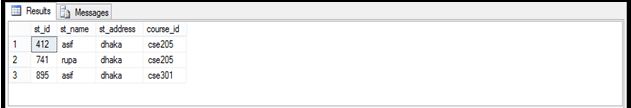 Results Messages
st_id st_name st_address course_id
1 412 asif dhaka cse205
2 741 rupa dhaka cse205
3 895 asif dhaka cse301